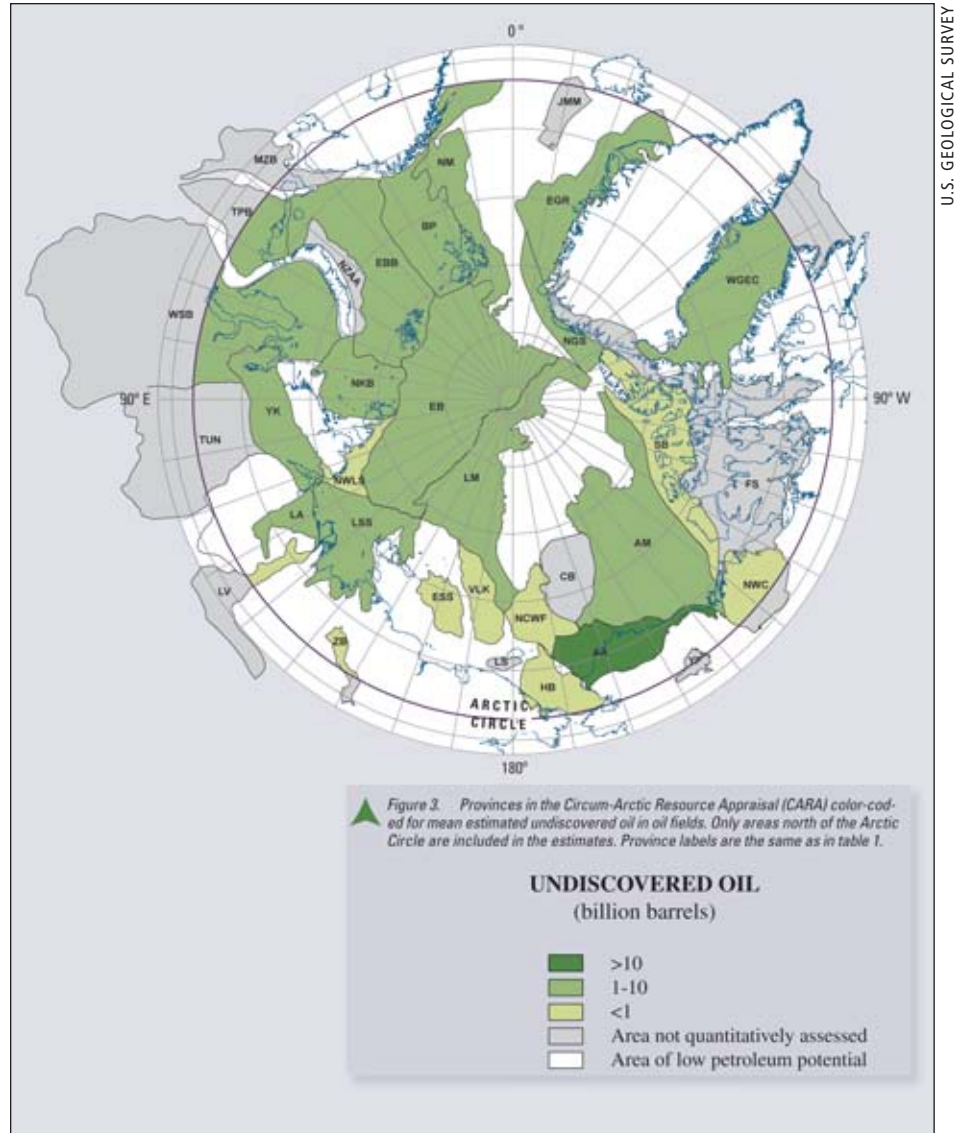 U.S. GEOLOGICAL SURVEY
0°
JMM
MZB
NM
TPB
EGR
BP
EBB
NZAA
WGEC
WSB
NGS
NKB
90° E
EB
90° W
YK
TUN
SB
LM
NWLS
FS
LA
LSS
AM
CB
NWC
LV
ESS
VLK
NCWF
ZB
AA
LS
YF
HB
ARCTIC
CIRCLE
180°
Figure 3. Provinces in the Circum-Arctic Resource Appraisal (CARA) color-cod-
ed for mean estimated undiscovered oil in oil fields. Only areas north of the Arctic
Circle are included in the estimates. Province labels are the same as in table 1.
UNDISCOVERED OIL
(billion barrels)
>10
1-10
<1
Area not quantitatively assessed
Area of low petroleum potential